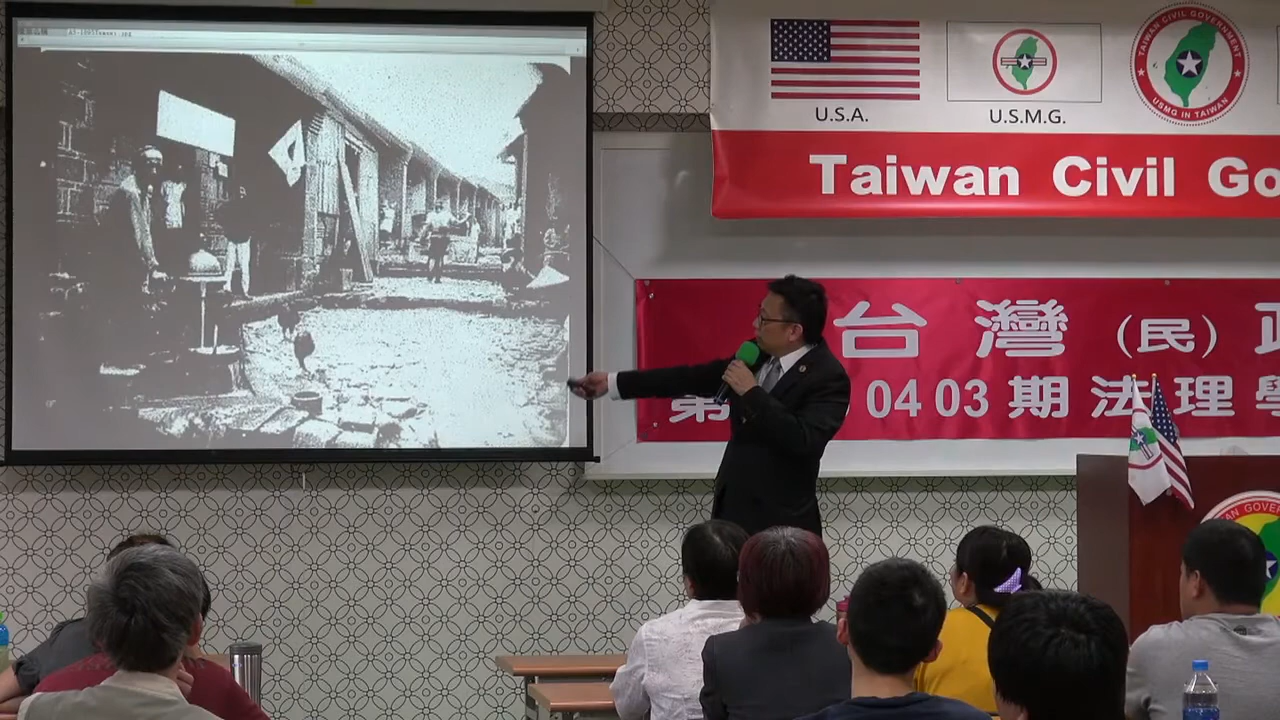 U.S.A.
U.S.M.G.
TAIWAN CIVIL GOVERNMENT
USMG IN TAIWAN
Taiwan Civil Go
台灣（民）政
第 04 03 期法理學